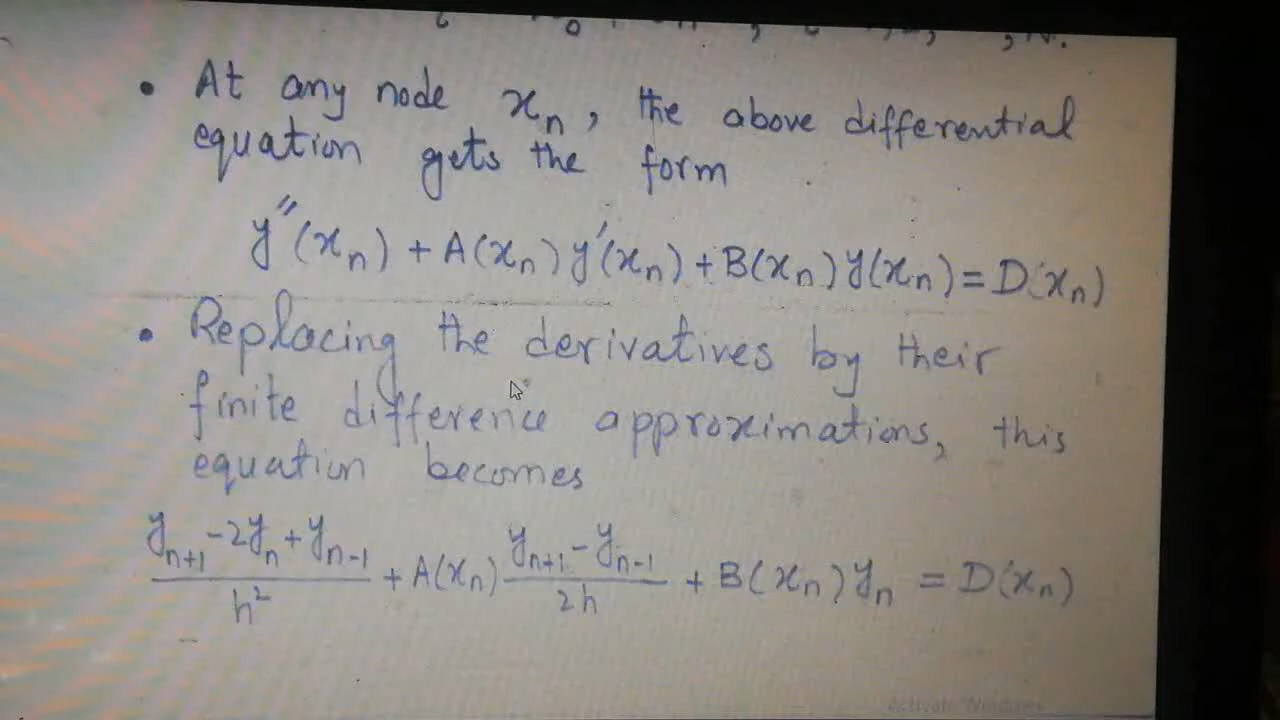 • At any node xₙ, the above differential
equation gets the form
y''(xₙ) + A(xₙ) y'(xₙ) + B(xₙ) y(xₙ) = D(xₙ)
• Replacing the derivatives by their
finite difference approximations, this
equation becomes
(yₙ₊₁ - 2yₙ + yₙ₋₁)/h² + A(xₙ) (yₙ₊₁ - yₙ₋₁)/2h + B(xₙ) yₙ = D(xₙ)
Activate Windows